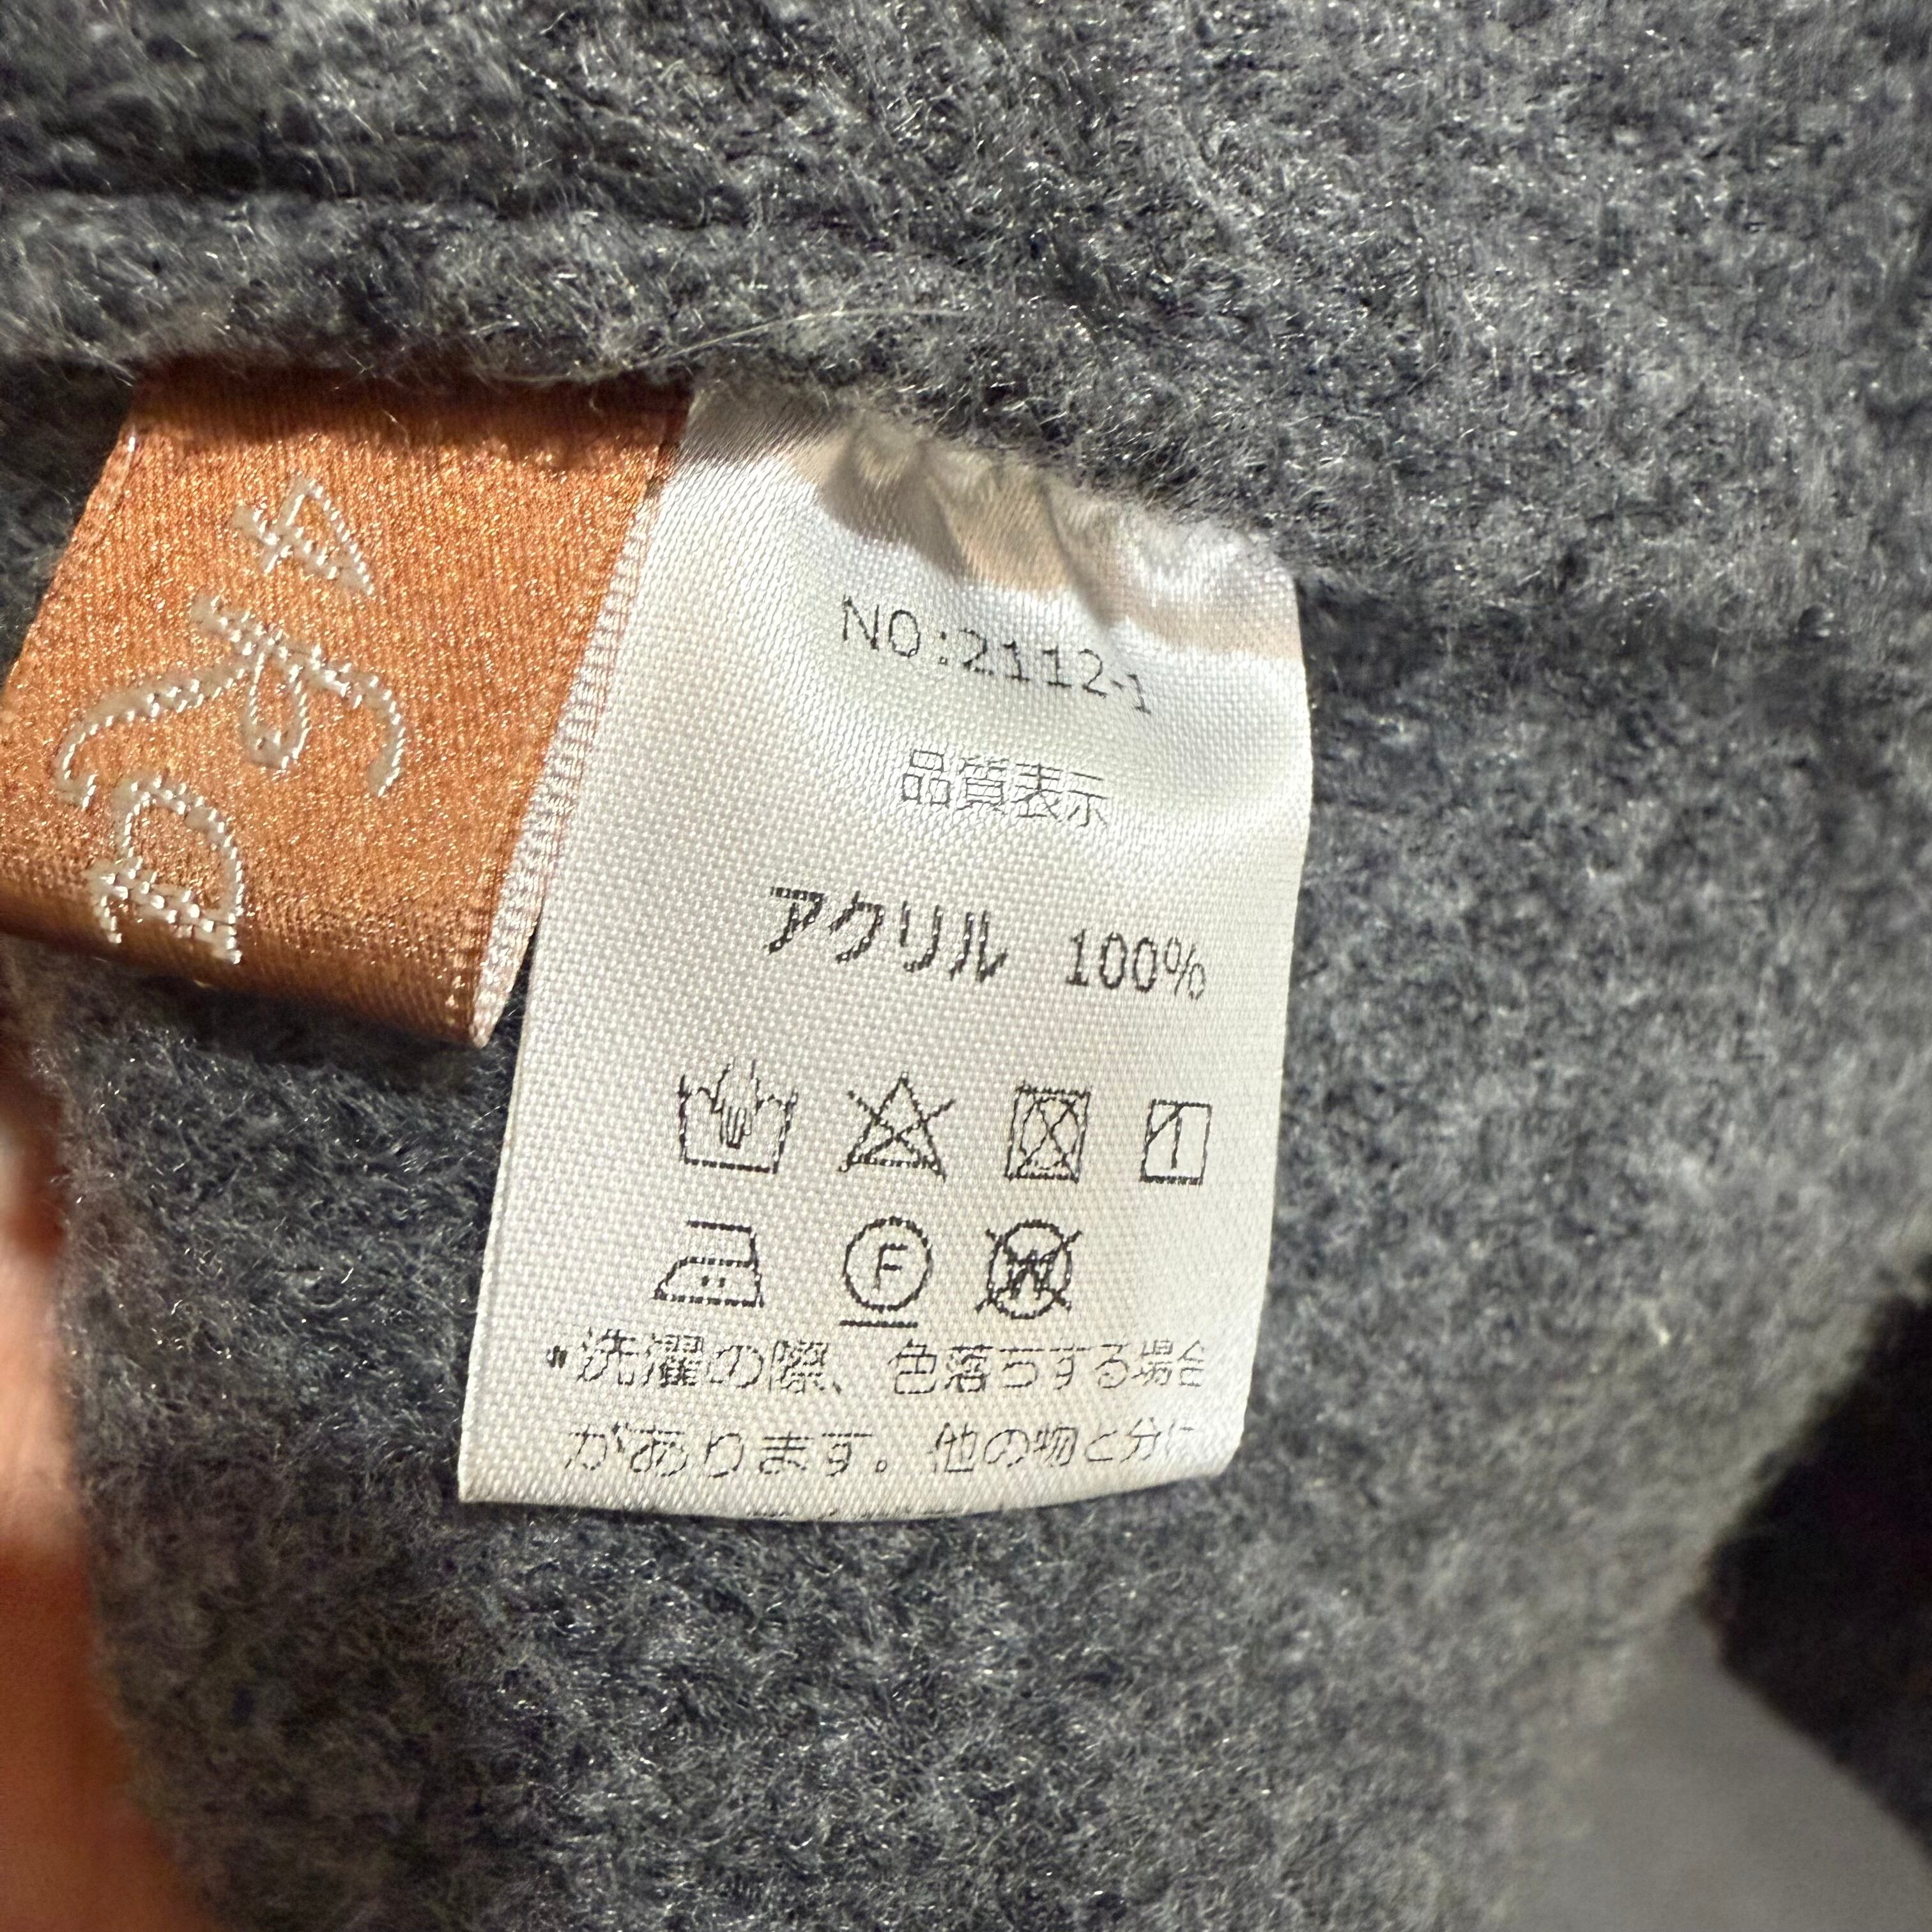 NO:2112-1
品質表示
アクリル 100%
F
W
・洗濯の際、色落ちする場合
があります。他の物と分に